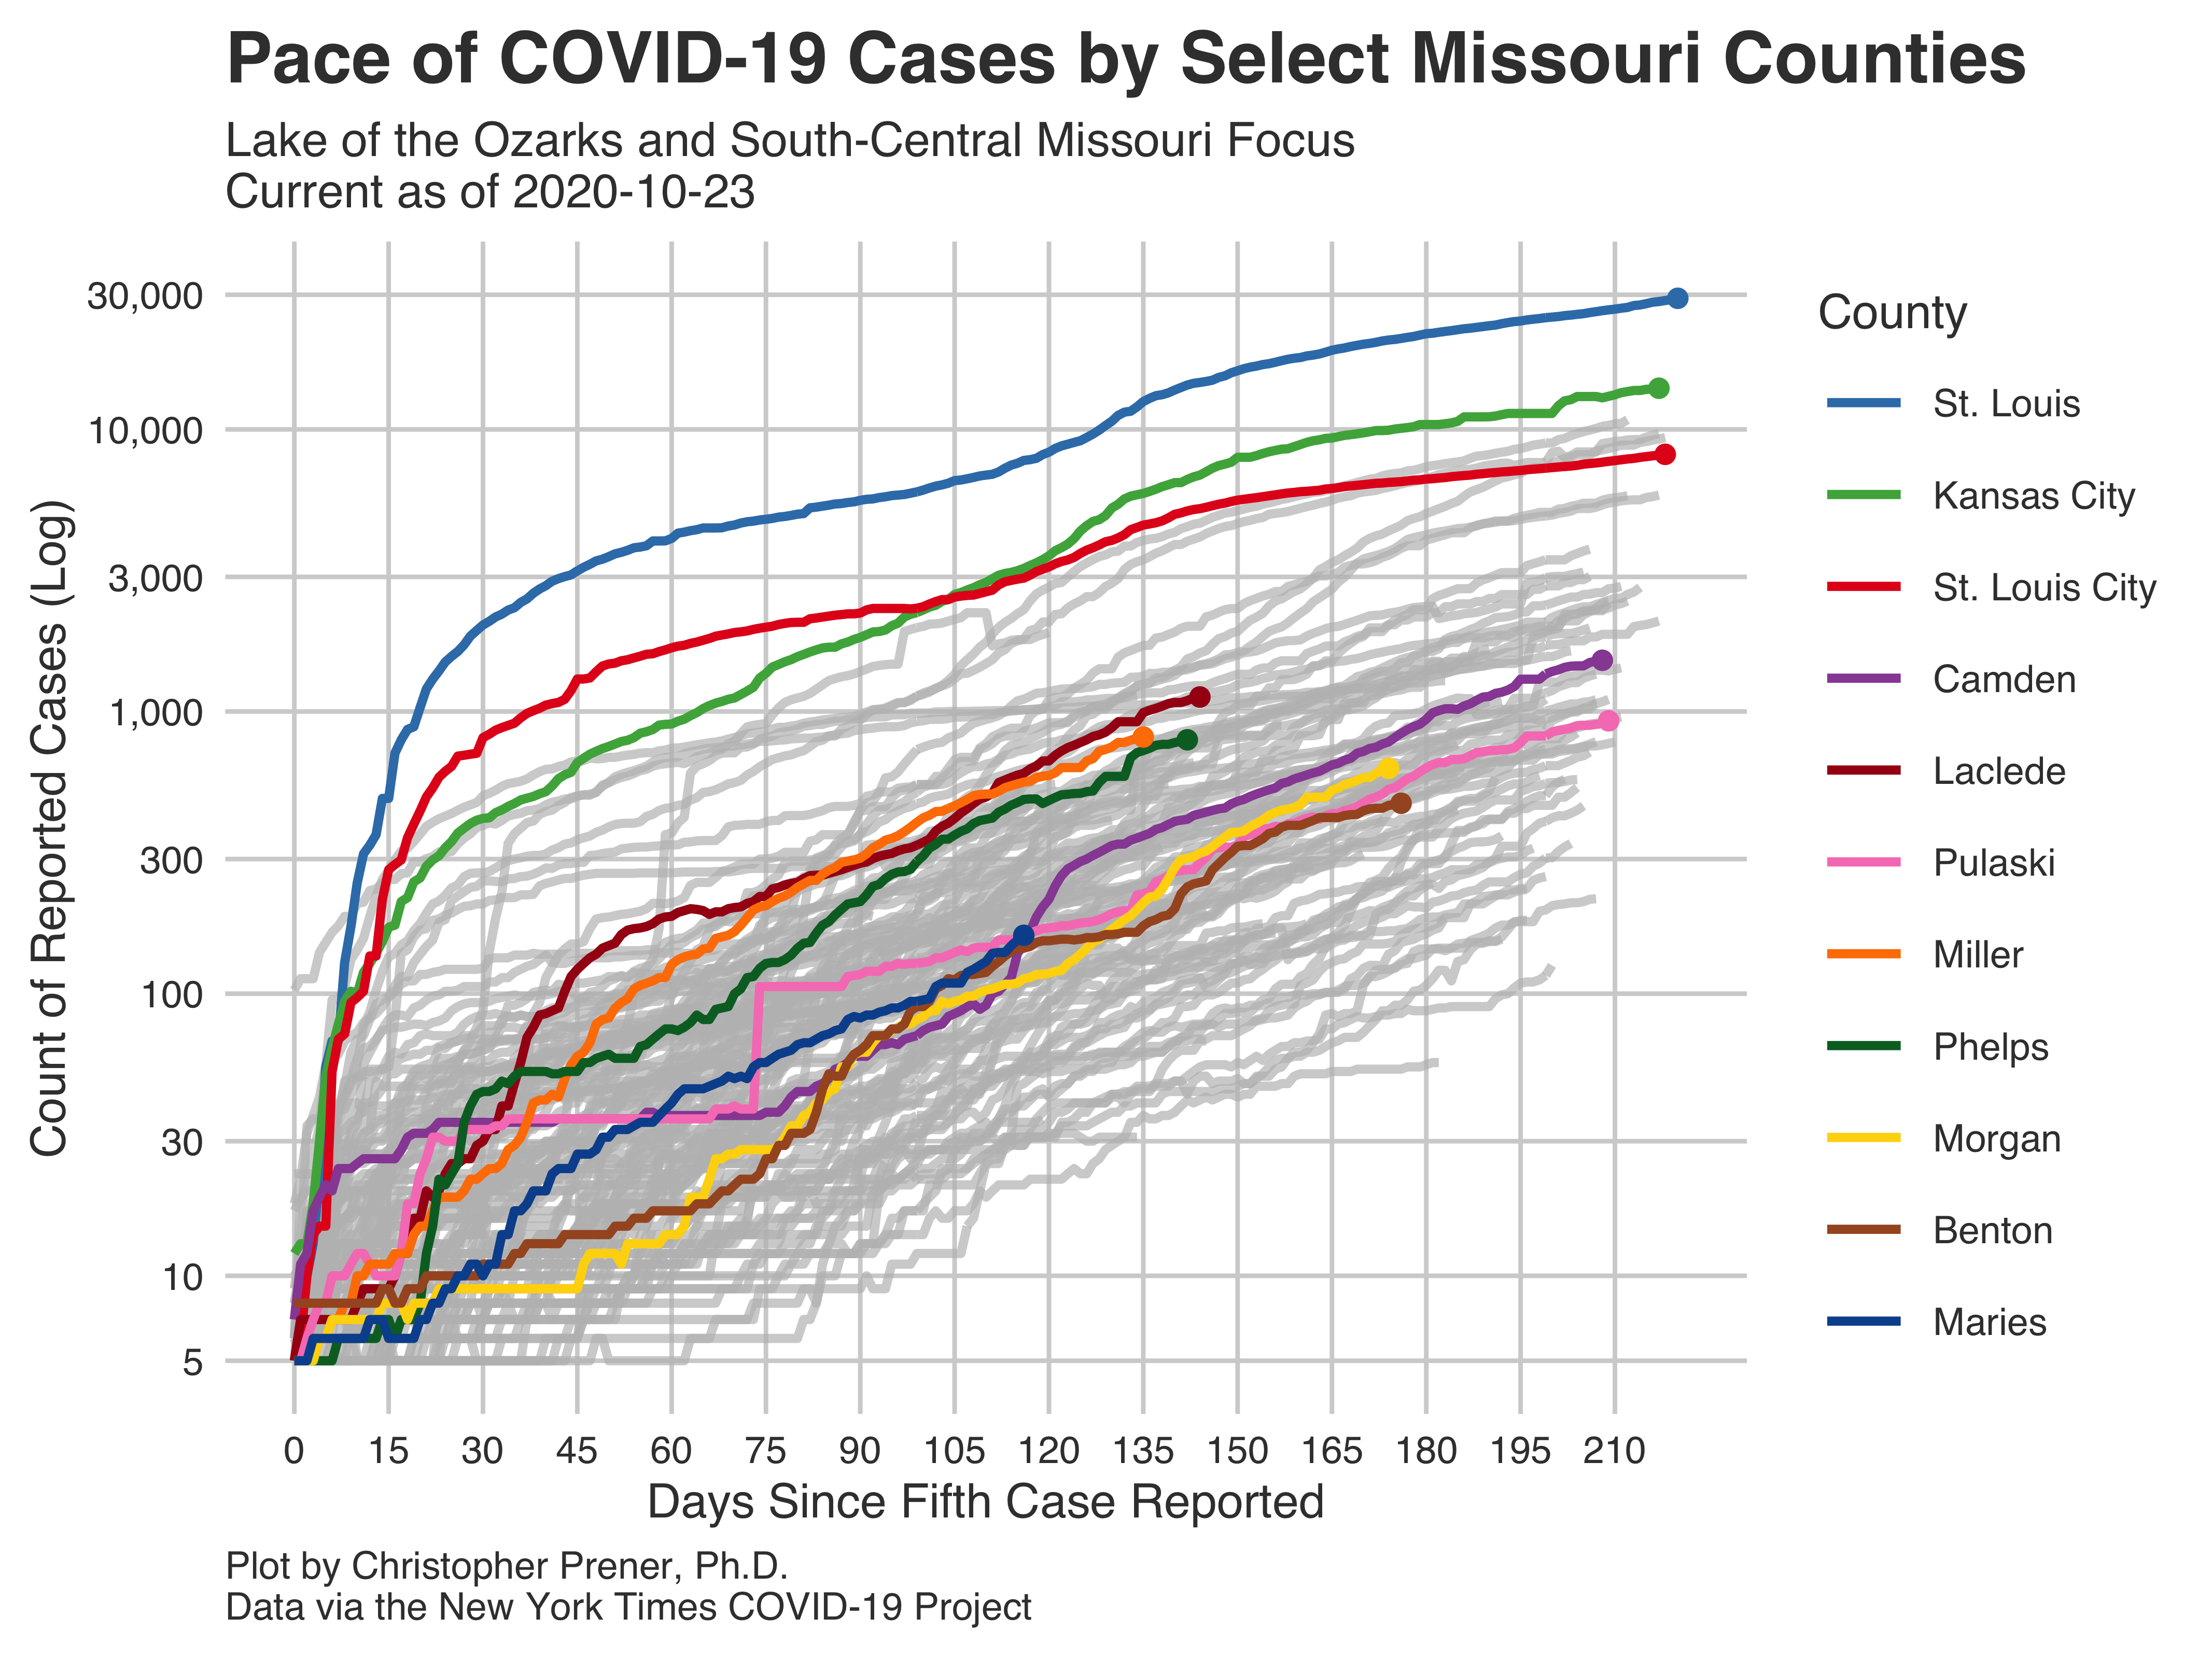 Pace of COVID-19 Cases by Select Missouri Counties
Lake of the Ozarks and South-Central Missouri Focus
Current as of 2020-10-23
Count of Reported Cases (Log)
30,000
10,000
3,000
1,000
300
100
30
10
5
0 15 30 45 60 75 90 105 120 135 150 165 180 195 210
Days Since Fifth Case Reported
County
St. Louis
Kansas City
St. Louis City
Camden
Laclede
Pulaski
Miller
Phelps
Morgan
Benton
Maries
Plot by Christopher Prener, Ph.D.
Data via the New York Times COVID-19 Project